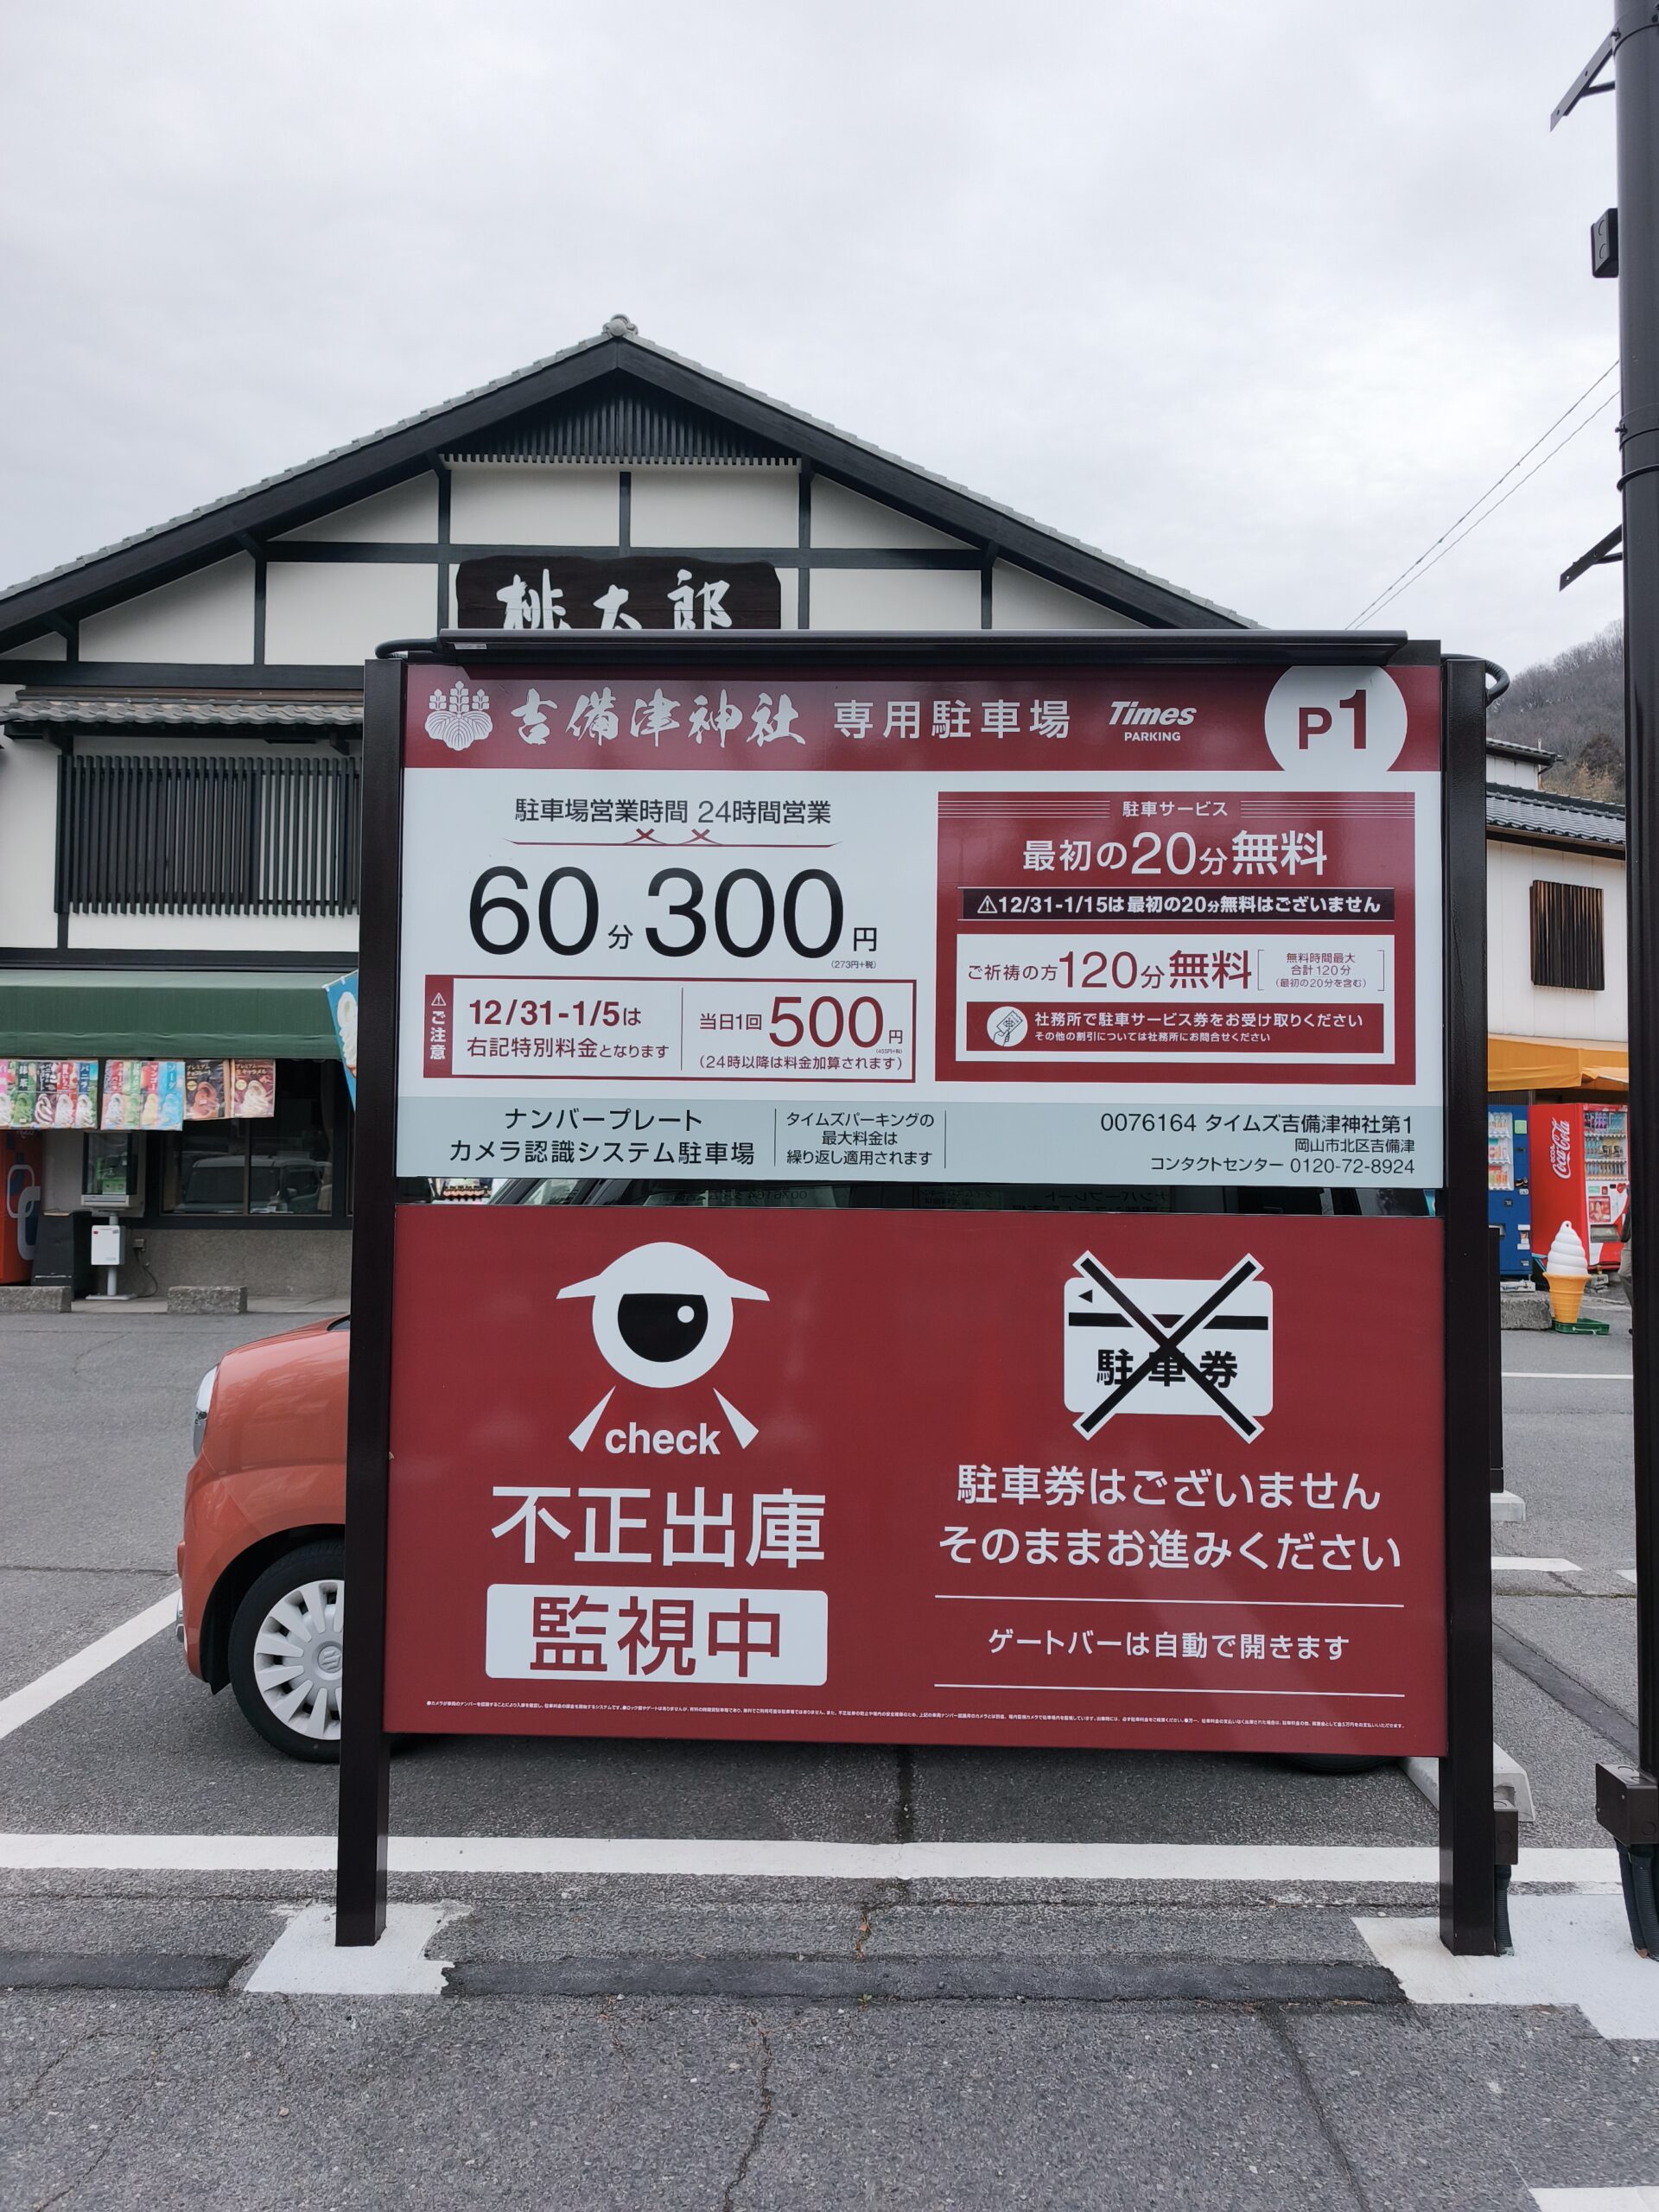 桃太郎
吉備津神社 専用駐車場 Times PARKING P1
駐車場営業時間 24時間営業
60分300円
(273円+税)
⚠ご注意
12/31-1/5は
右記特別料金となります
当日1回500円
(24時以降は料金加算されます)
駐車サービス
最初の20分無料
⚠12/31-1/15は最初の20分無料はございません
ご祈祷の方120分無料
無料時間最大
合計120分
(最初の20分を含む)
社務所で駐車サービス券をお受け取りください
その他の割引については社務所にお問合せください
ナンバープレート
カメラ認識システム駐車場
タイムズパーキングの
最大料金は
繰り返し適用されます
0076164 タイムズ吉備津神社第1
岡山市北区吉備津
コンタクトセンター 0120-72-8924
check
不正出庫
監視中
駐車券
駐車券はございません
そのままお進みください
ゲートバーは自動で開きます
Coca-Cola